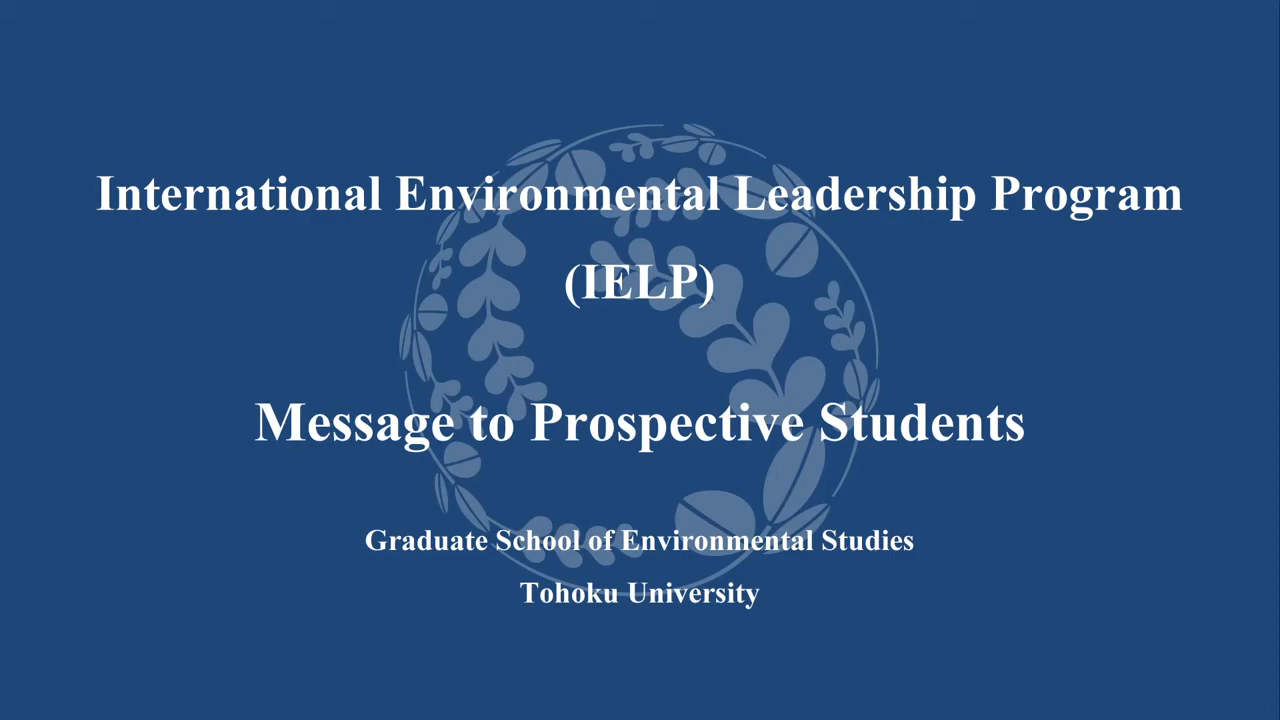 International Environmental Leadership Program
(IELP)
Message to Prospective Students
Graduate School of Environmental Studies
Tohoku University